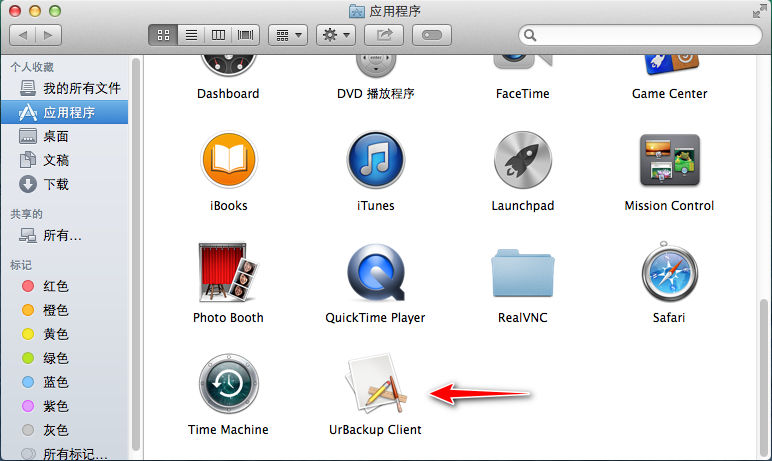 应用程序
个人收藏
我的所有文件
应用程序
桌面
文稿
下载
共享的
所有...
标记
红色
橙色
黄色
绿色
蓝色
紫色
灰色
所有标记...
Dashboard
DVD 播放程序
FaceTime
Game Center
iBooks
iTunes
Launchpad
Mission Control
Photo Booth
QuickTime Player
RealVNC
Safari
Time Machine
UrBackup Client